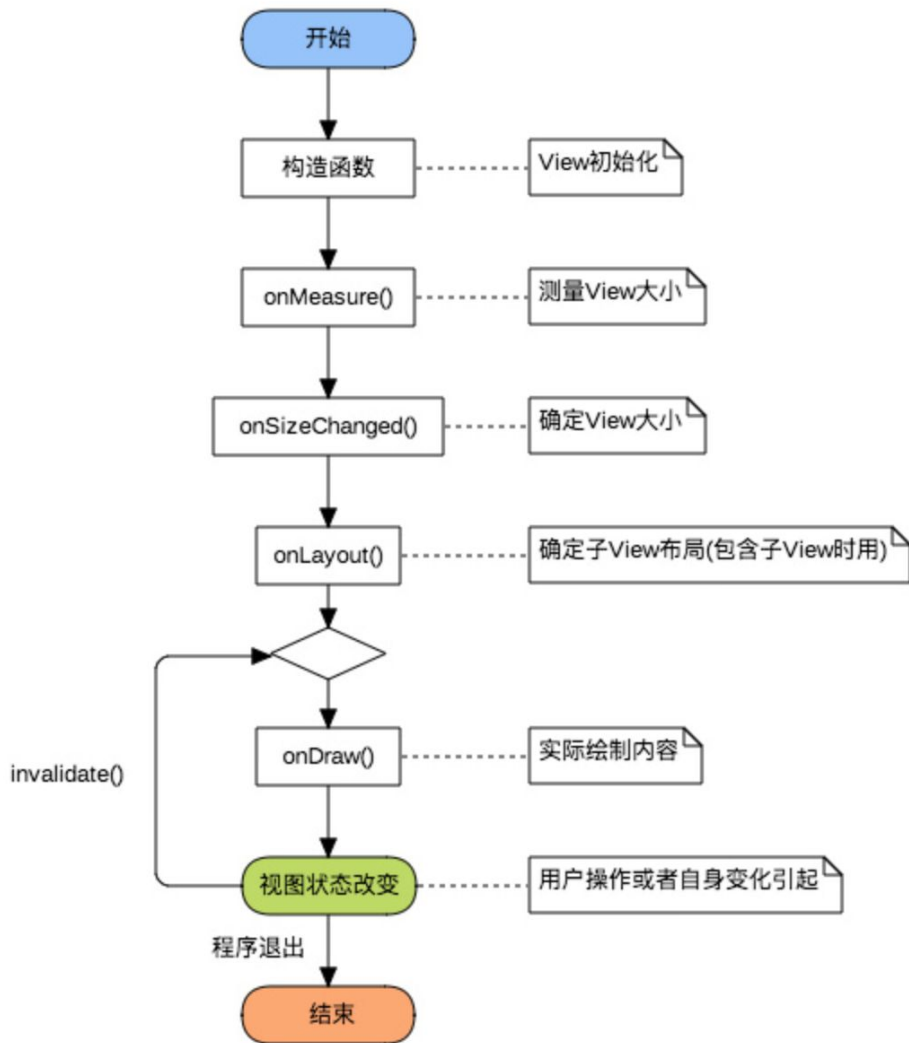 开始
构造函数
View初始化
onMeasure()
测量View大小
onSizeChanged()
确定View大小
onLayout()
确定子View布局(包含子View时用)
onDraw()
实际绘制内容
invalidate()
视图状态改变
用户操作或者自身变化引起
程序退出
结束